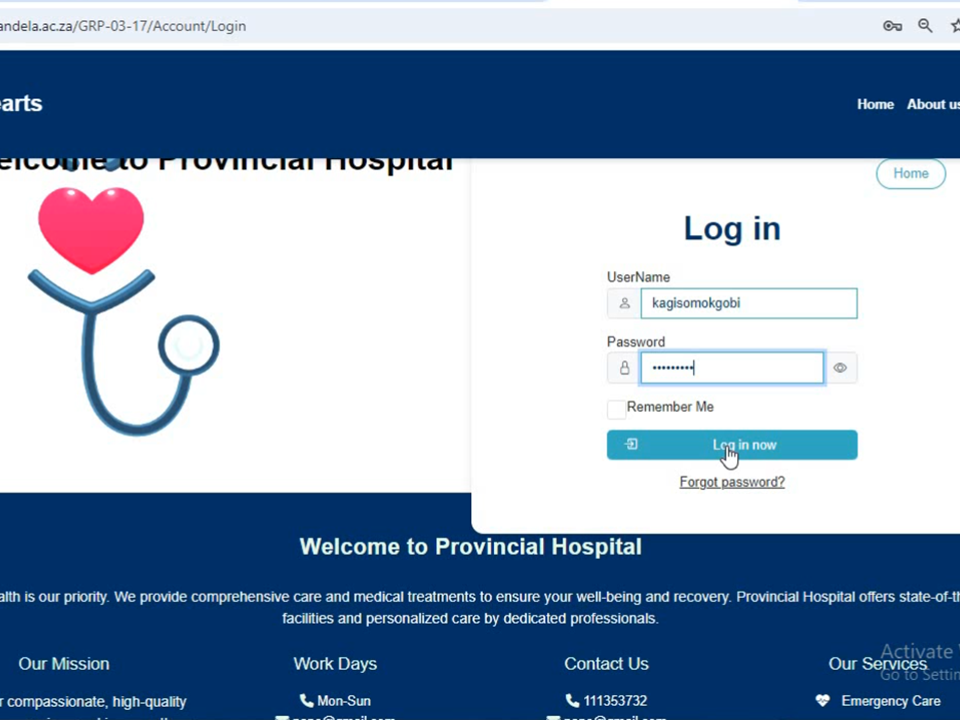 andela.ac.za/GRP-03-17/Account/Login
earts
Home
About us
Welcome to Provincial Hospital
Home
Log in
UserName
kagisomokgobi
Password
Remember Me
Log in now
Forgot password?
Welcome to Provincial Hospital
alth is our priority. We provide comprehensive care and medical treatments to ensure your well-being and recovery. Provincial Hospital offers state-of-th
facilities and personalized care by dedicated professionals.
Our Mission
Work Days
Contact Us
Our Services
r compassionate, high-quality
Mon-Sun
111353732
Emergency Care
Activate
Go to Settin